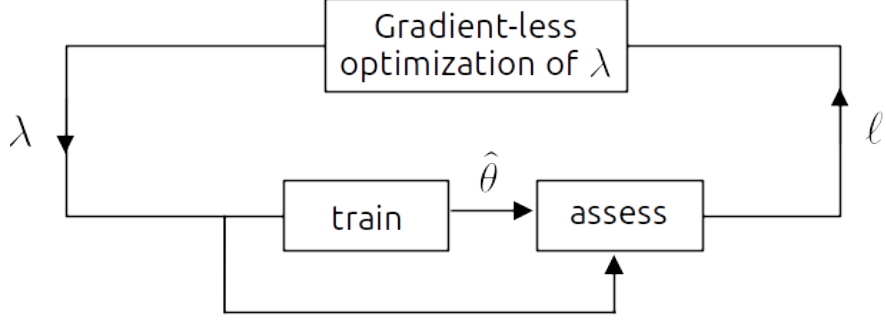 Gradient-less
optimization of λ
λ
ℓ
θ̂
train
assess